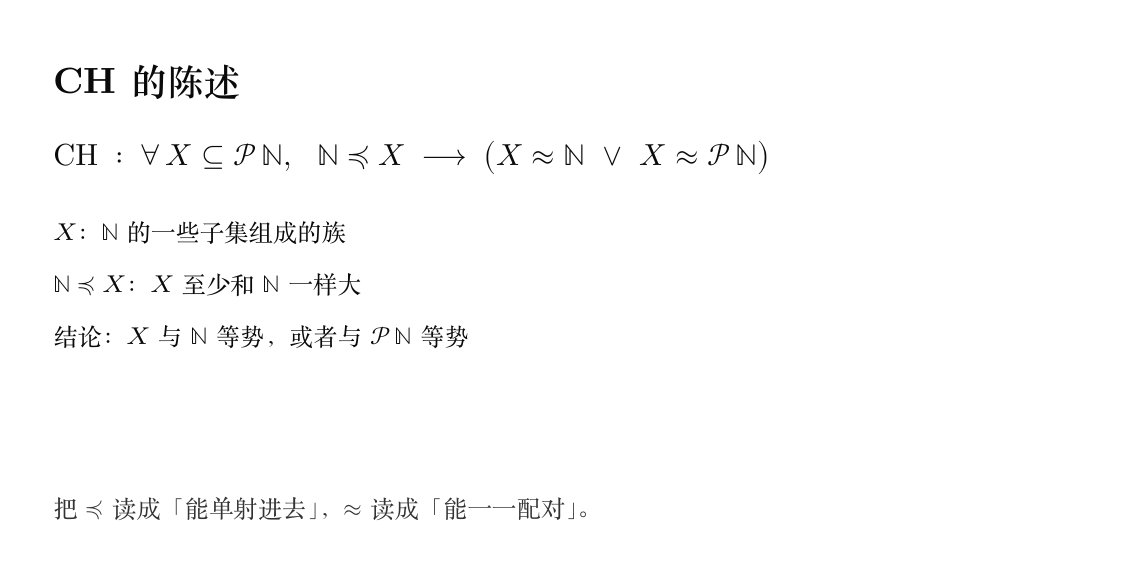 CH 的陈述
CH : ∀ X ⊆ 𝒫 ℕ, ℕ ≼ X ⟶ (X ≈ ℕ ∨ X ≈ 𝒫 ℕ)
X：ℕ 的一些子集组成的族
ℕ ≼ X：X 至少和 ℕ 一样大
结论：X 与 ℕ 等势，或者与 𝒫 ℕ 等势
把 ≼ 读成「能单射进去」，≈ 读成「能一一配对」。